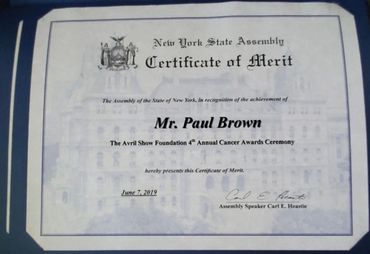 New York State Assembly
Certificate of Merit
The Assembly of the State of New York, in recognition of the achievement of
Mr. Paul Brown
The Avril Show Foundation 4th Annual Cancer Awards Ceremony
hereby presents this Certificate of Merit.
June 7, 2019
Carl E. Heastie
Assembly Speaker Carl E. Heastie